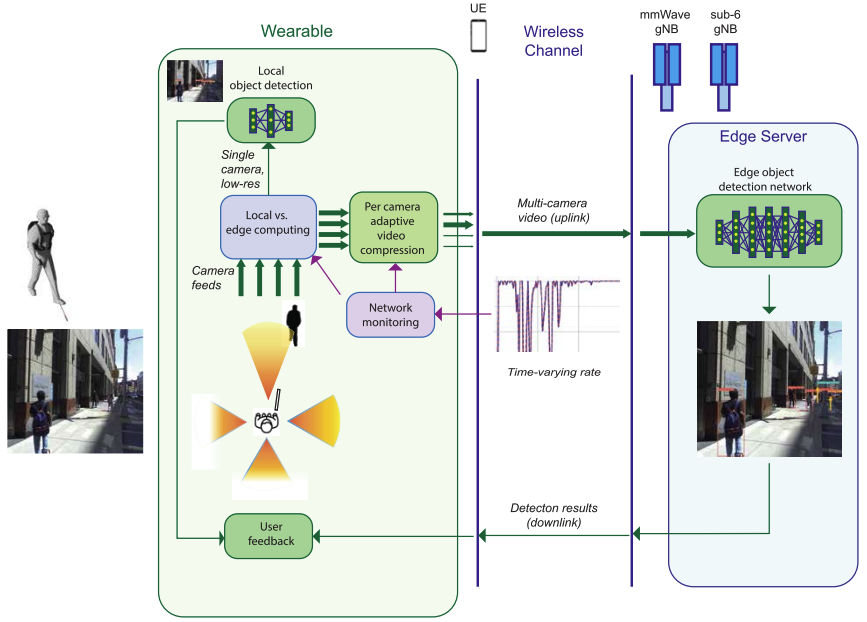 UE
mmWave
gNB
sub-6
gNB
Wearable
Wireless
Channel
Local
object detection
Edge Server
Single
camera,
low-res
Edge object
detection network
Local vs.
edge computing
Per camera
adaptive
video
compression
Multi-camera
video (uplink)
Camera
feeds
Network
monitoring
Time-varying rate
User
feedback
Detecton results
(downlink)